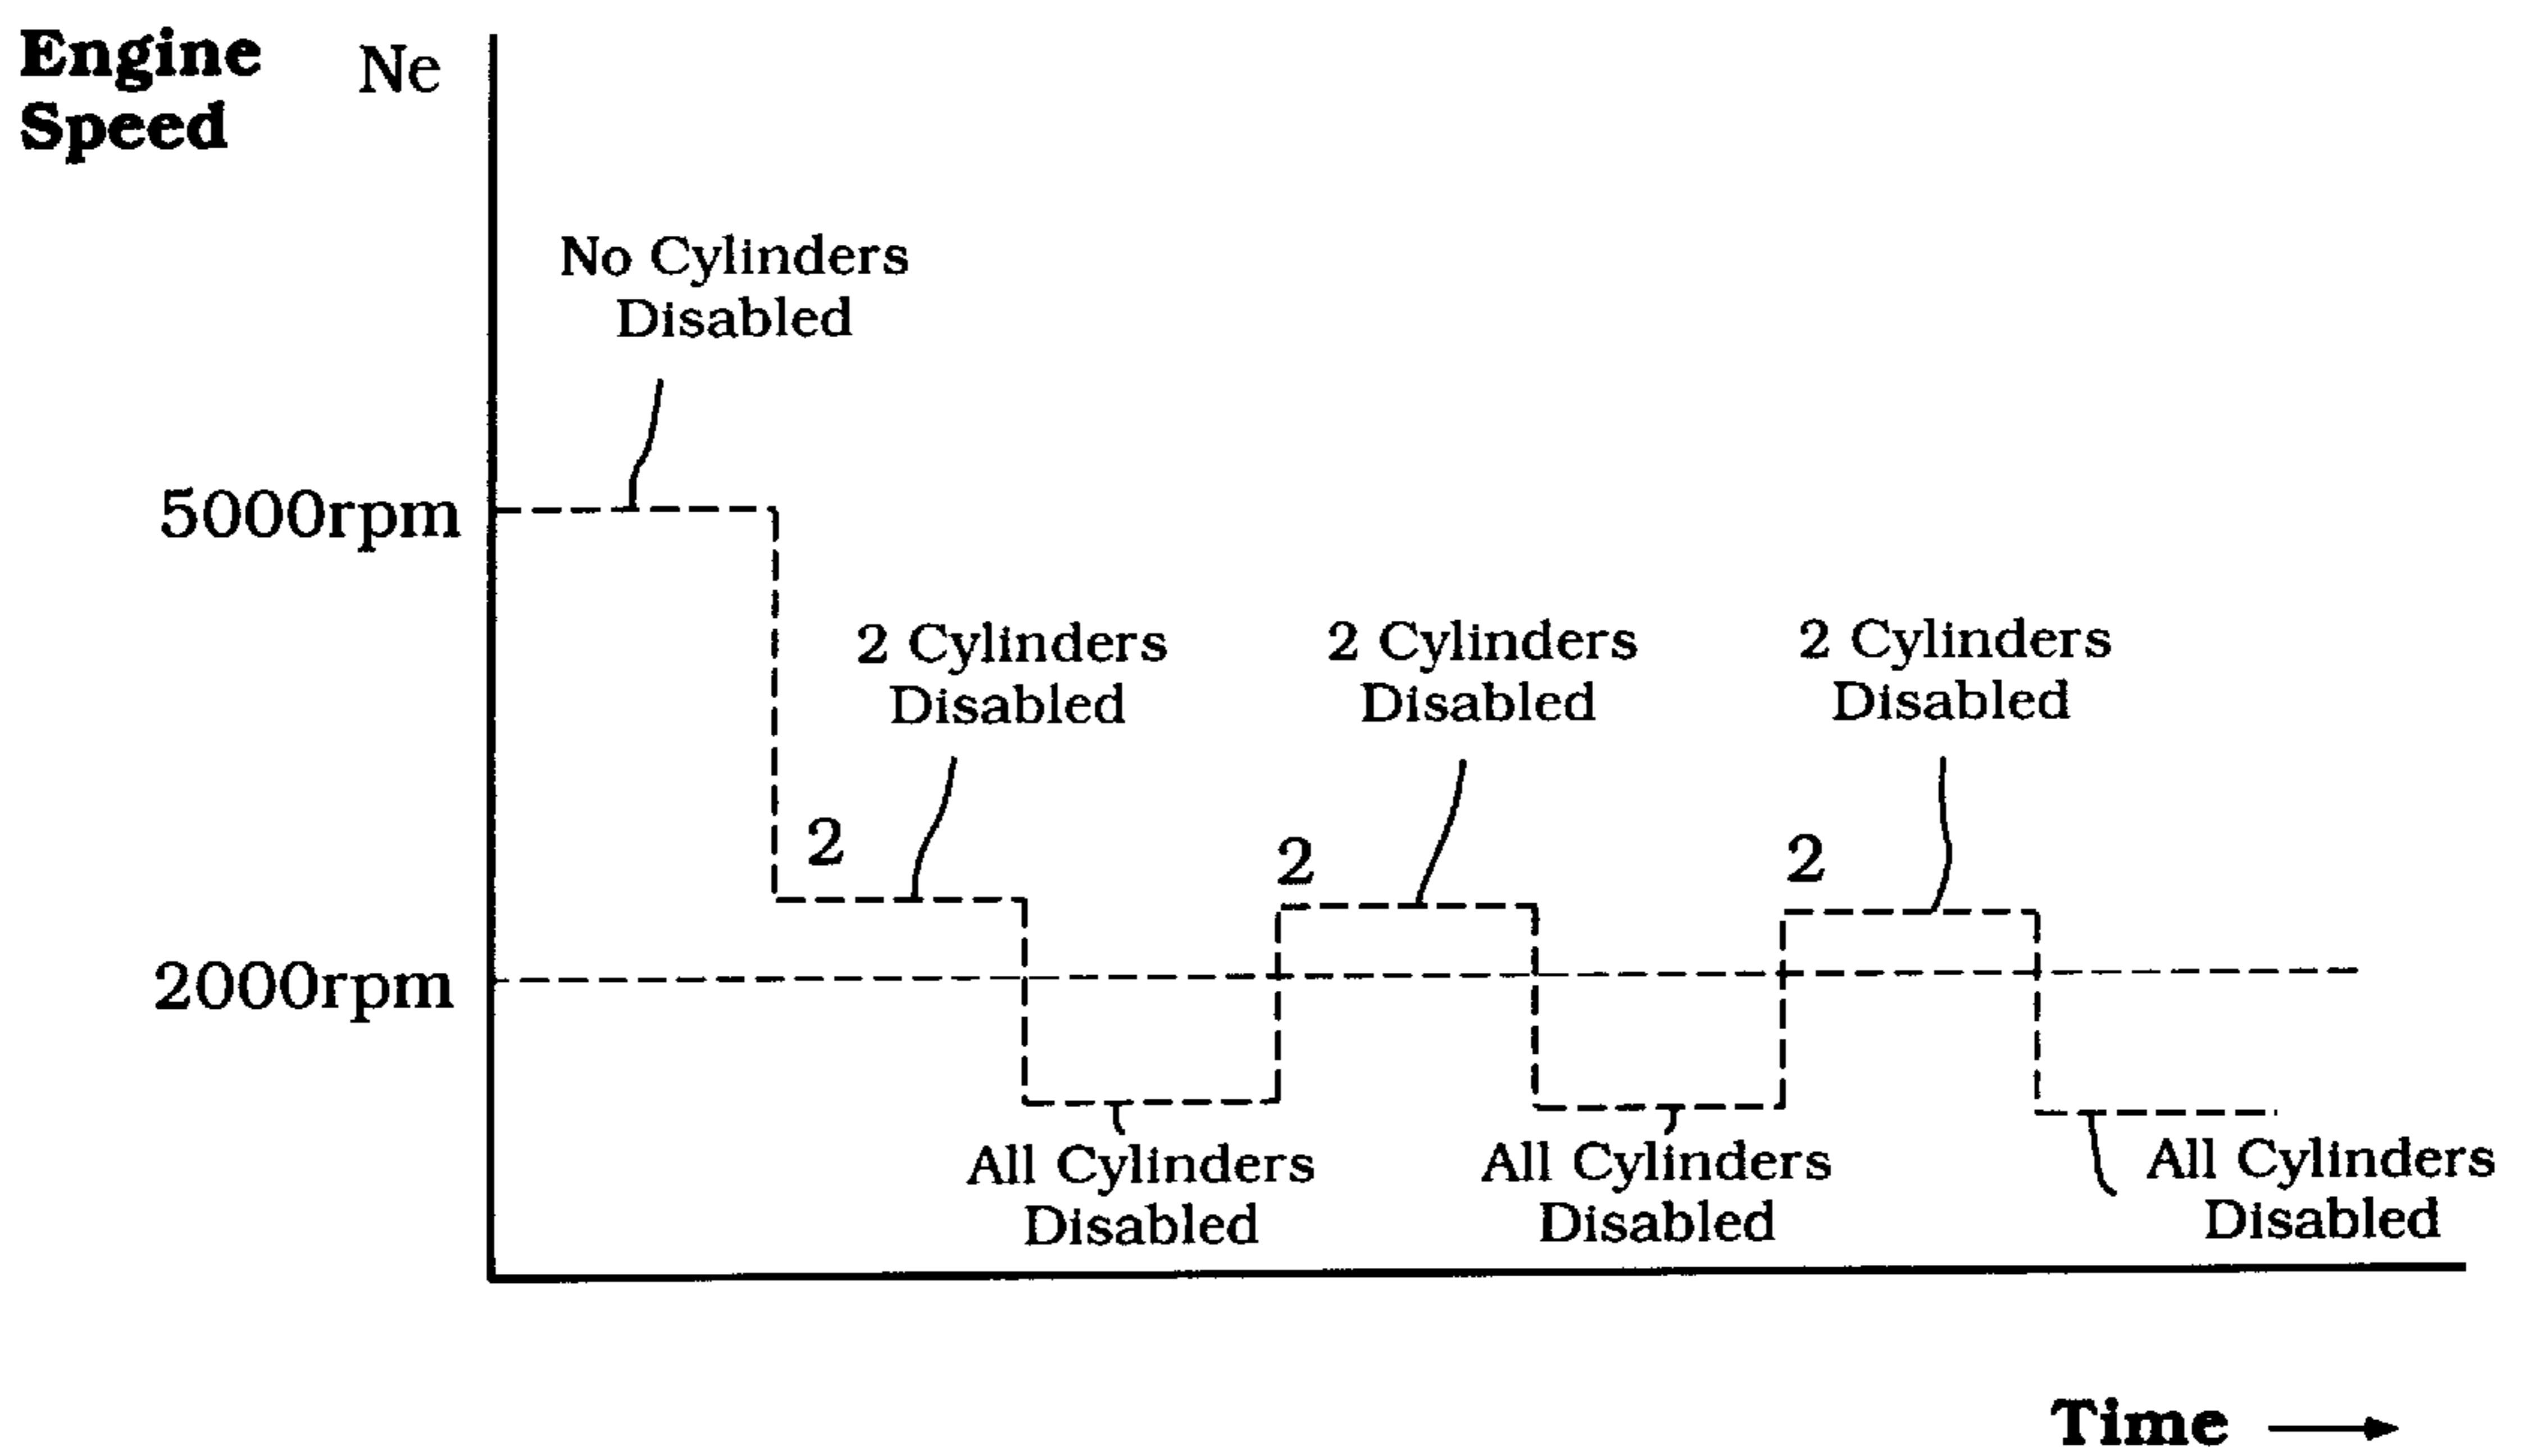 Engine
Speed
Ne
No Cylinders
Disabled
5000rpm
2 Cylinders
Disabled
2 Cylinders
Disabled
2 Cylinders
Disabled
2
2
2
2000rpm
All Cylinders
Disabled
All Cylinders
Disabled
All Cylinders
Disabled
Time